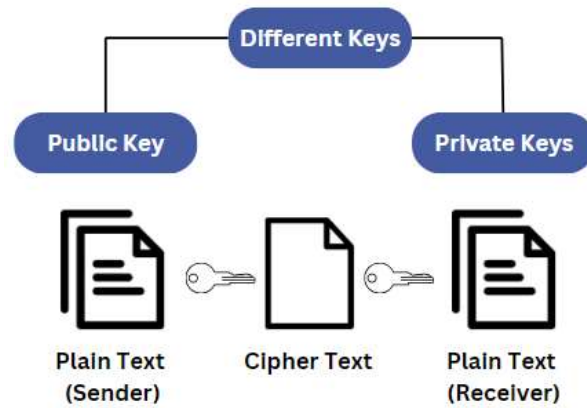 Different Keys
Public Key
Private Keys
Plain Text
(Sender)
Cipher Text
Plain Text
(Receiver)